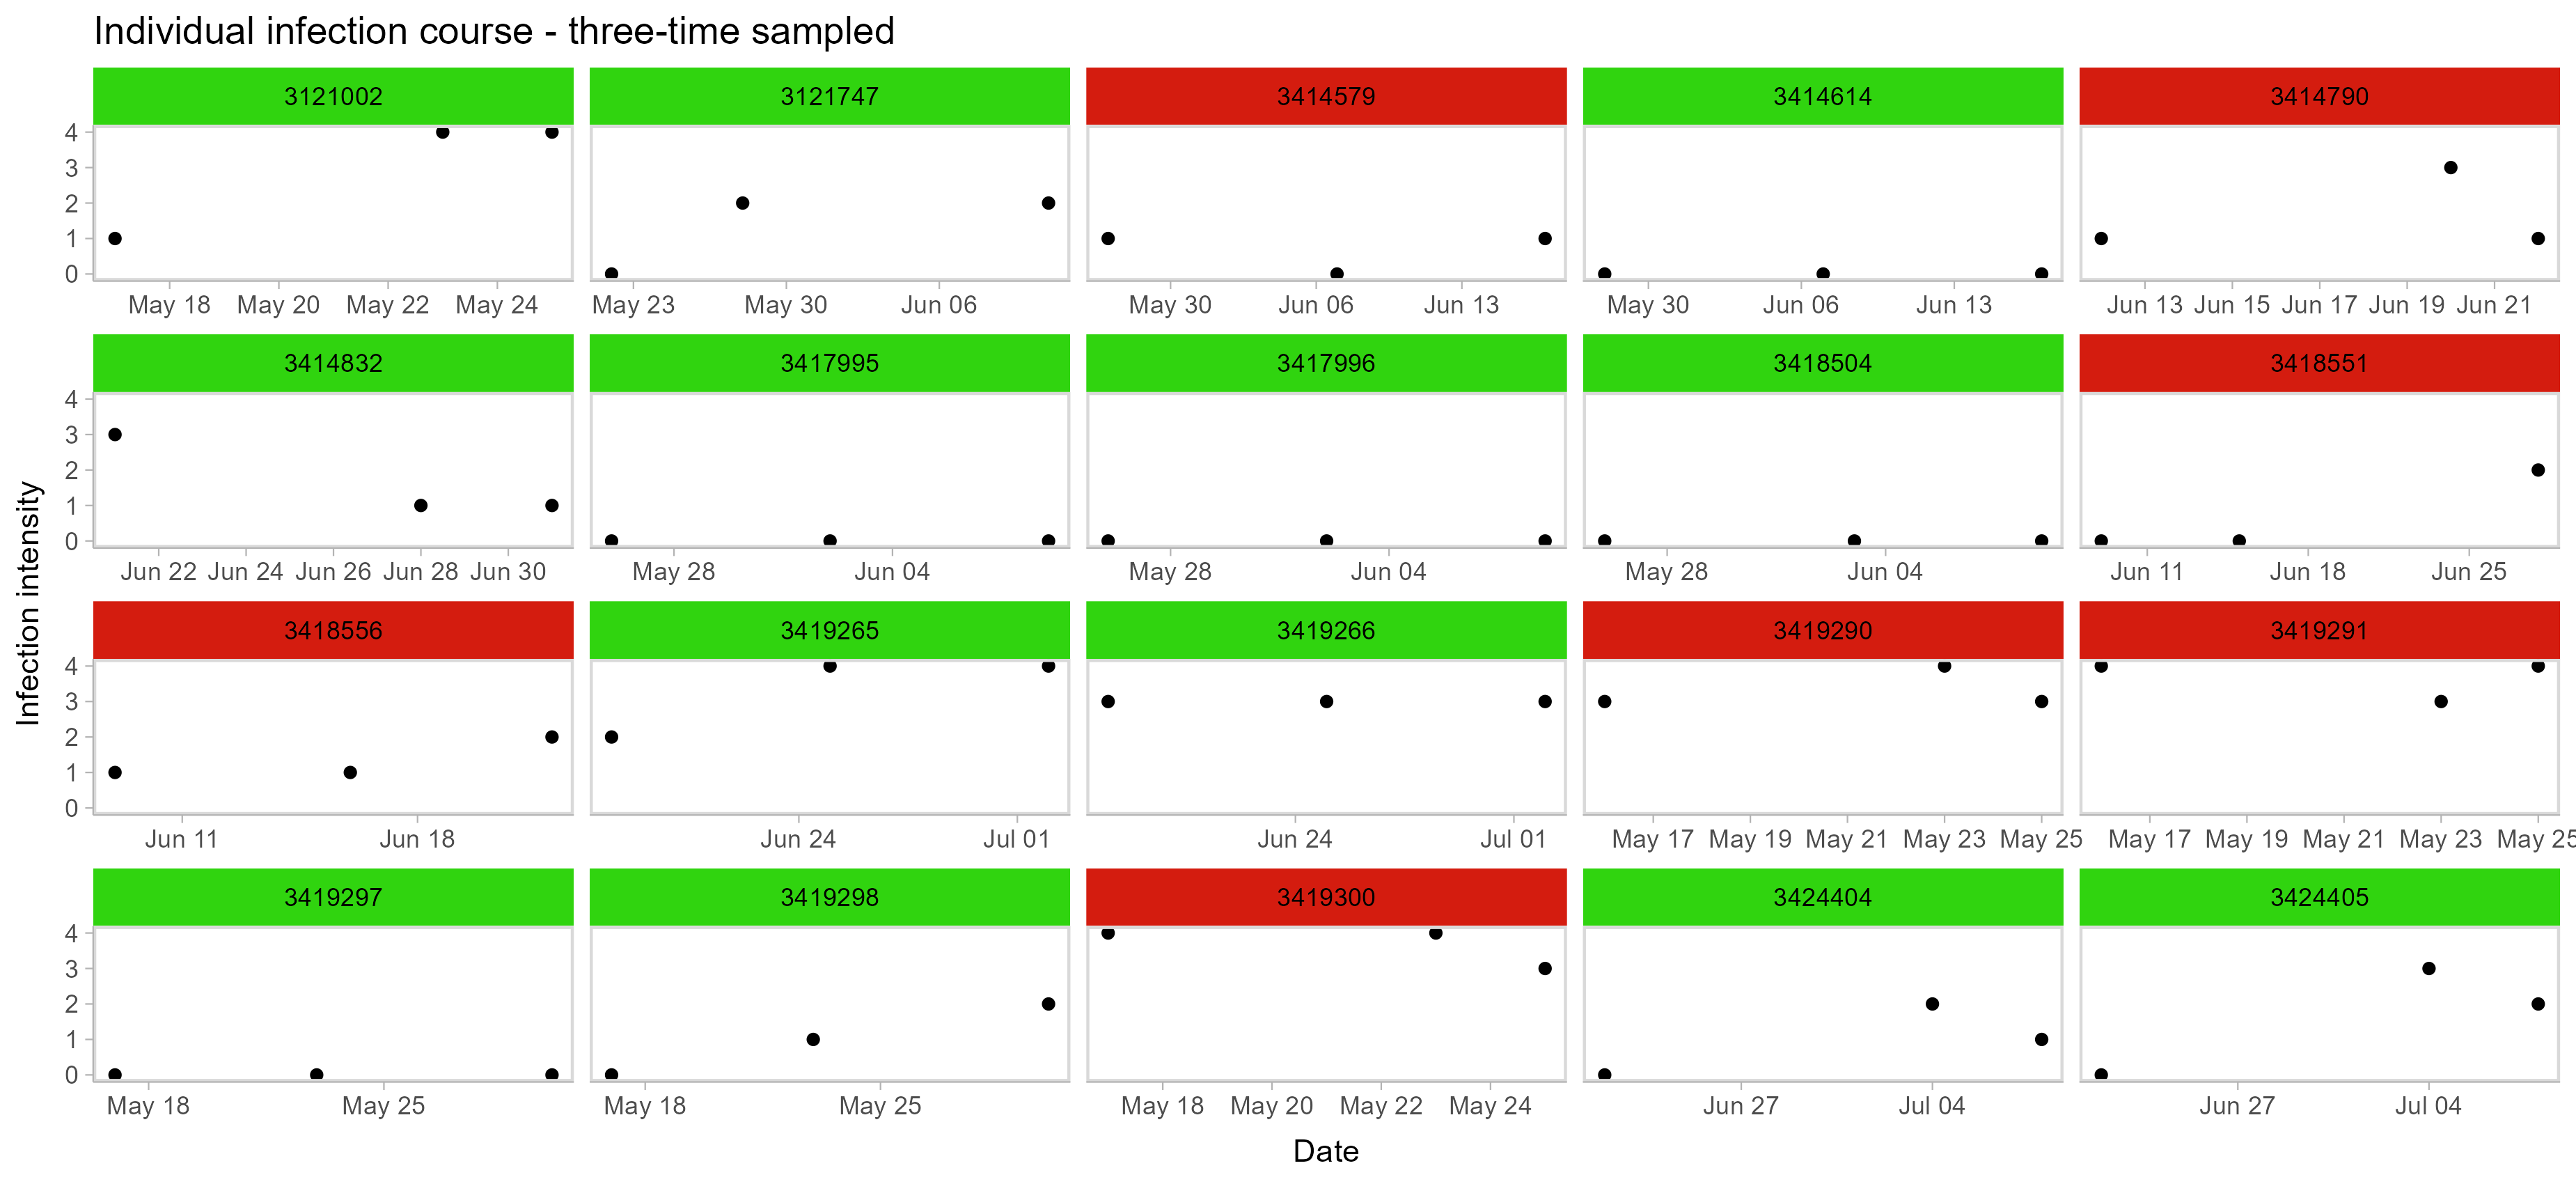 Individual infection course - three-time sampled
3121002 3121747 3414579 3414614 3414790
4
3
2
1
0
May 18 May 20 May 22 May 24 May 23 May 30 Jun 06 May 30 Jun 06 Jun 13 May 30 Jun 06 Jun 13 Jun 13 Jun 15 Jun 17 Jun 19 Jun 21
3414832 3417995 3417996 3418504 3418551
4
3
2
1
0
Jun 22 Jun 24 Jun 26 Jun 28 Jun 30 May 28 Jun 04 May 28 Jun 04 May 28 Jun 04 Jun 11 Jun 18 Jun 25
Infection intensity
3418556 3419265 3419266 3419290 3419291
4
3
2
1
0
Jun 11 Jun 18 Jun 24 Jul 01 Jun 24 Jul 01 May 17 May 19 May 21 May 23 May 25 May 17 May 19 May 21 May 23 May 25
3419297 3419298 3419300 3424404 3424405
4
3
2
1
0
May 18 May 25 May 18 May 25 May 18 May 20 May 22 May 24 Jun 27 Jul 04 Jun 27 Jul 04
Date